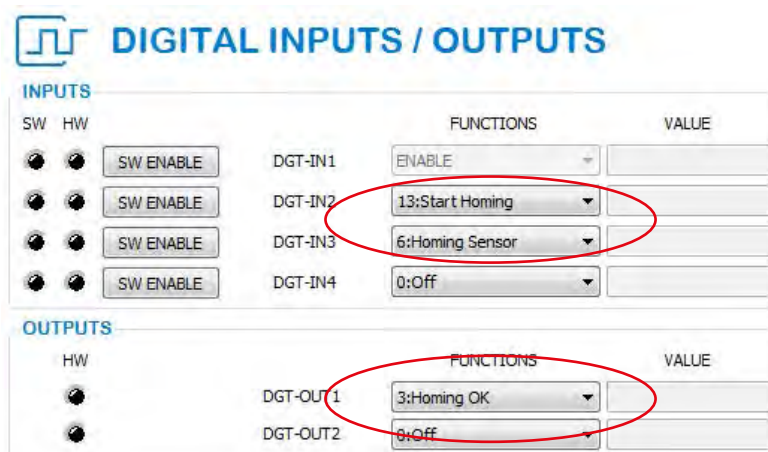 DIGITAL INPUTS / OUTPUTS
INPUTS
SW HW FUNCTIONS VALUE
SW ENABLE DGT-IN1 ENABLE
SW ENABLE DGT-IN2 13:Start Homing
SW ENABLE DGT-IN3 6:Homing Sensor
SW ENABLE DGT-IN4 0:Off
OUTPUTS
HW FUNCTIONS VALUE
DGT-OUT1 3:Homing OK
DGT-OUT2 0:Off